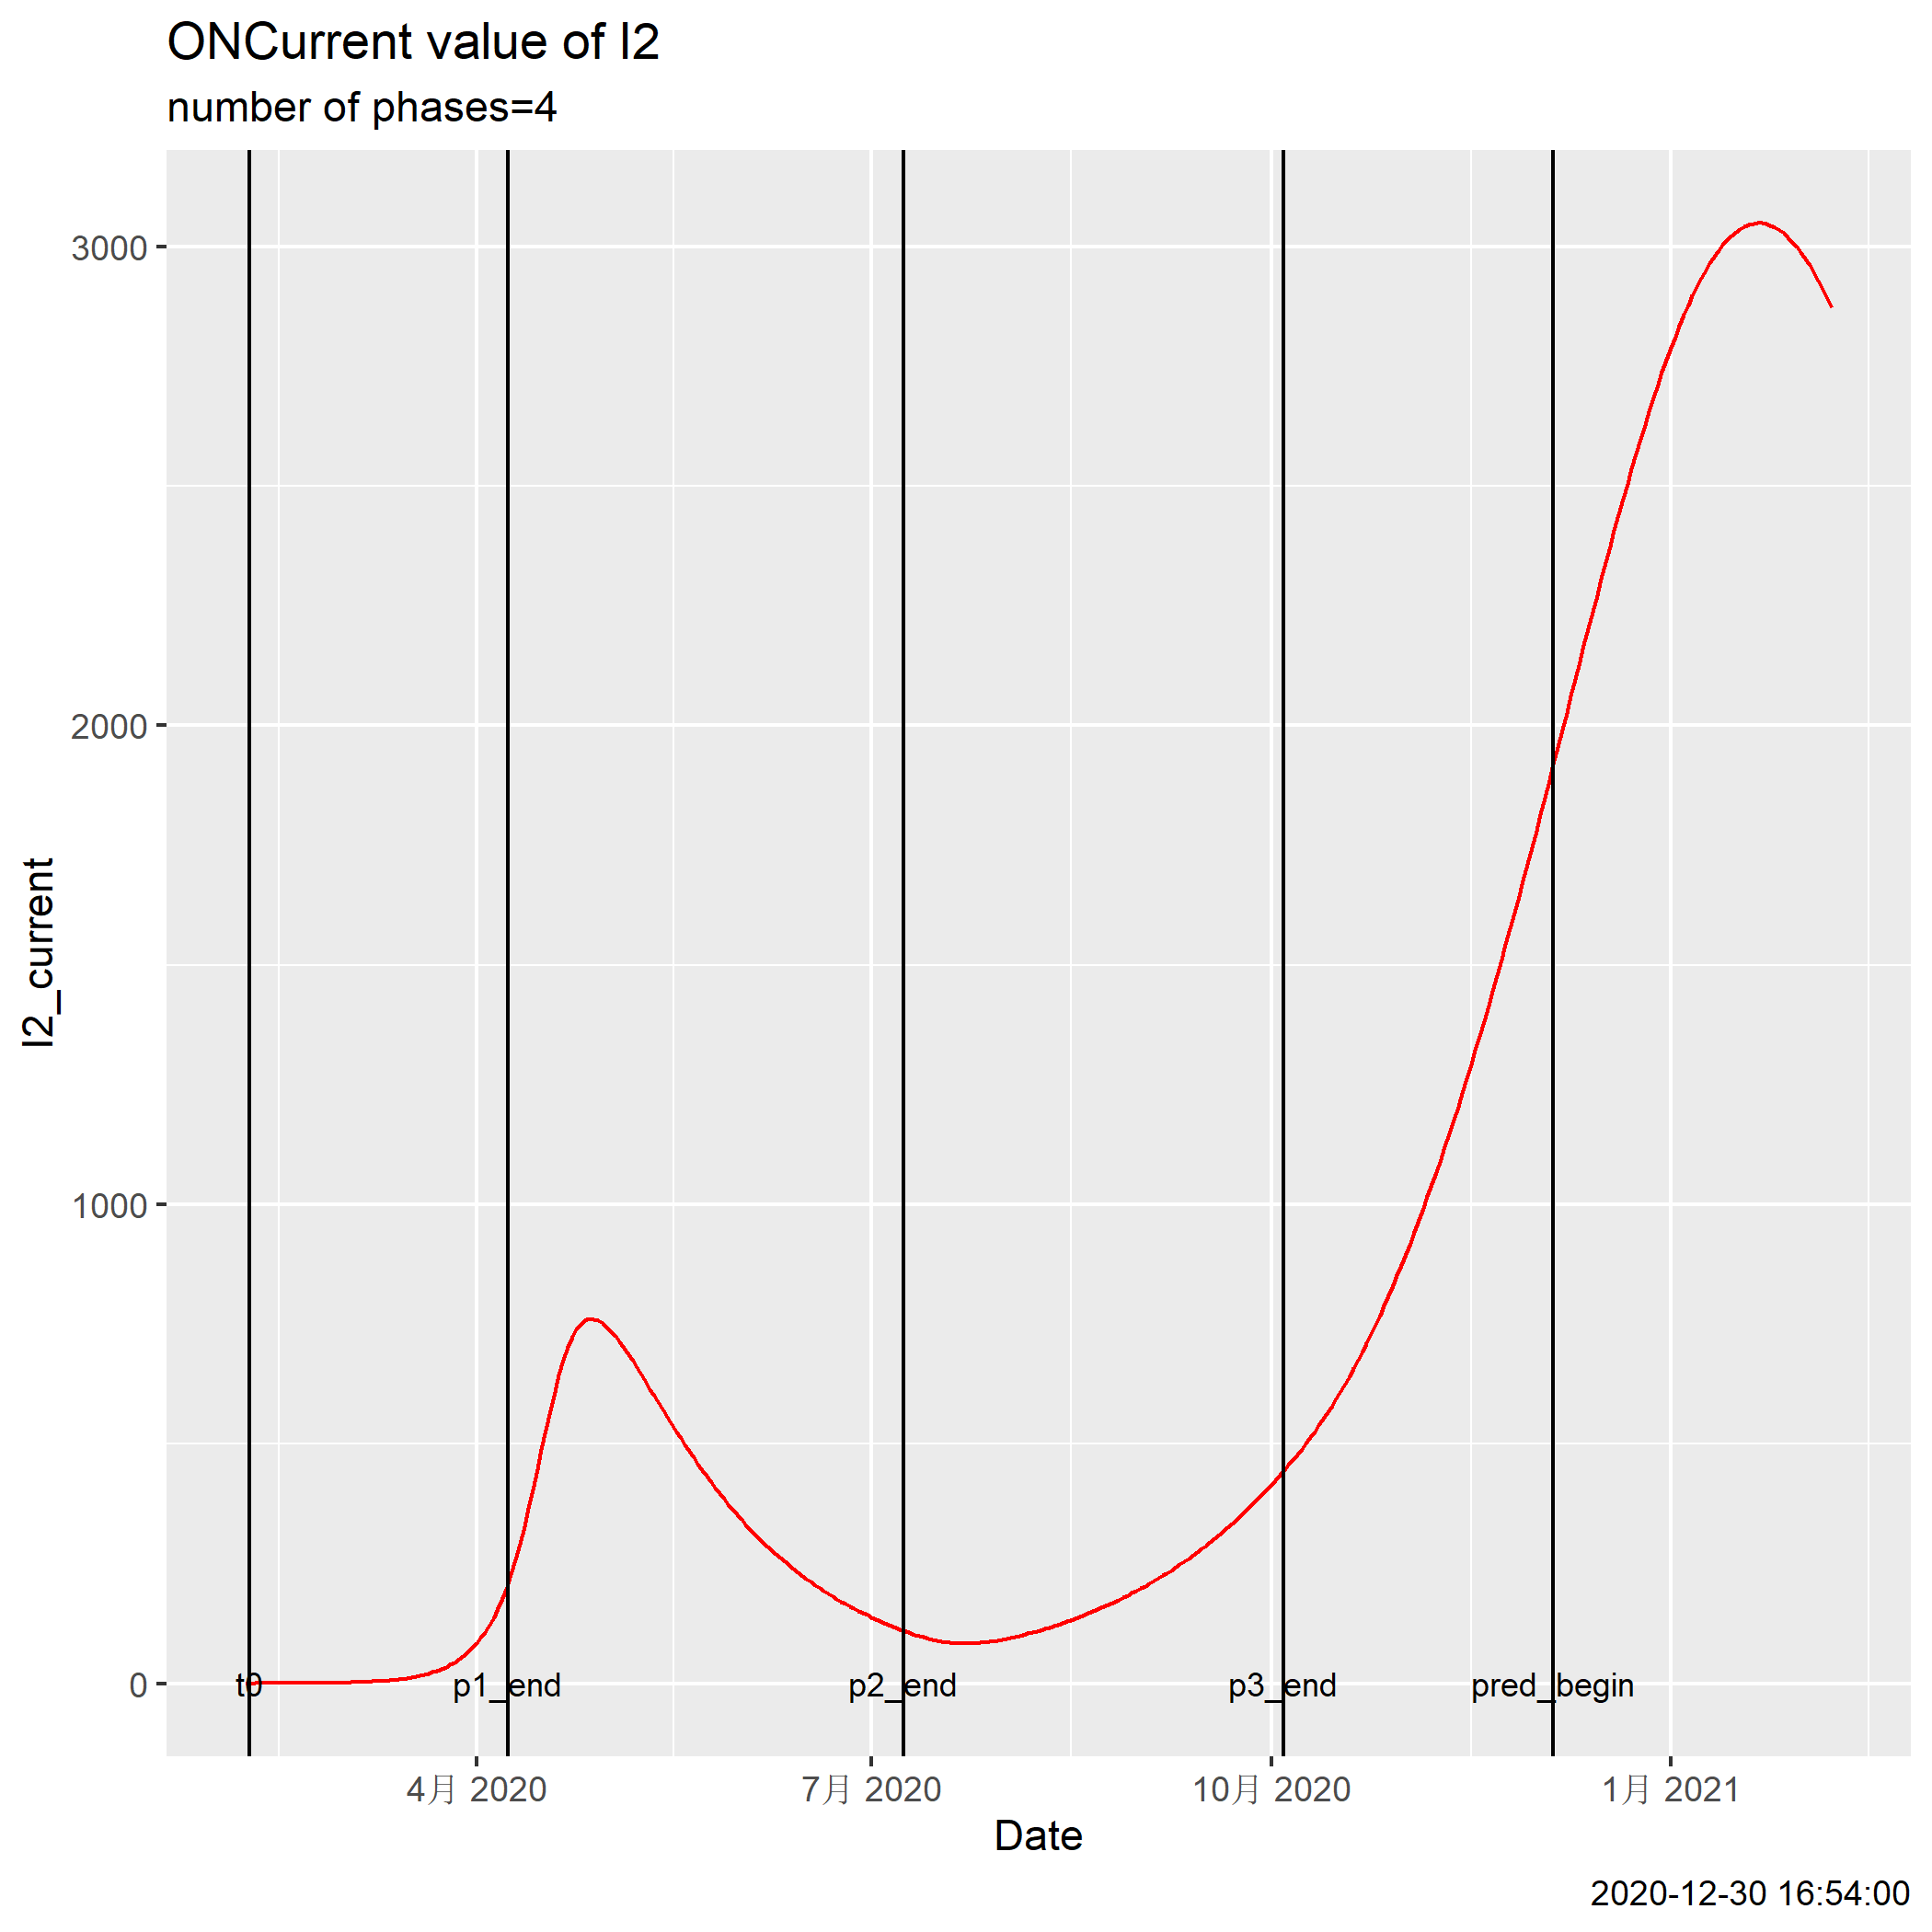 ONCurrent value of I2
number of phases=4
3000
2000
1000
0
I2_current
t0
p1_end
p2_end
p3_end
pred_begin
4月 2020
7月 2020
10月 2020
1月 2021
Date
2020-12-30 16:54:00